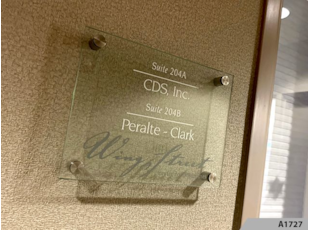 Suite 204A
CDS, Inc.
Suite 204B
Peralte - Clark
A1727